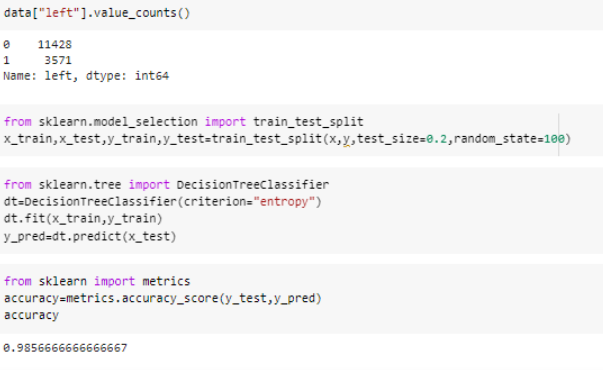 data["left"].value_counts()
0    11428
1     3571
Name: left, dtype: int64
from sklearn.model_selection import train_test_split
x_train,x_test,y_train,y_test=train_test_split(x,y,test_size=0.2,random_state=100)
from sklearn.tree import DecisionTreeClassifier
dt=DecisionTreeClassifier(criterion="entropy")
dt.fit(x_train,y_train)
y_pred=dt.predict(x_test)
from sklearn import metrics
accuracy=metrics.accuracy_score(y_test,y_pred)
accuracy
0.9856666666666667